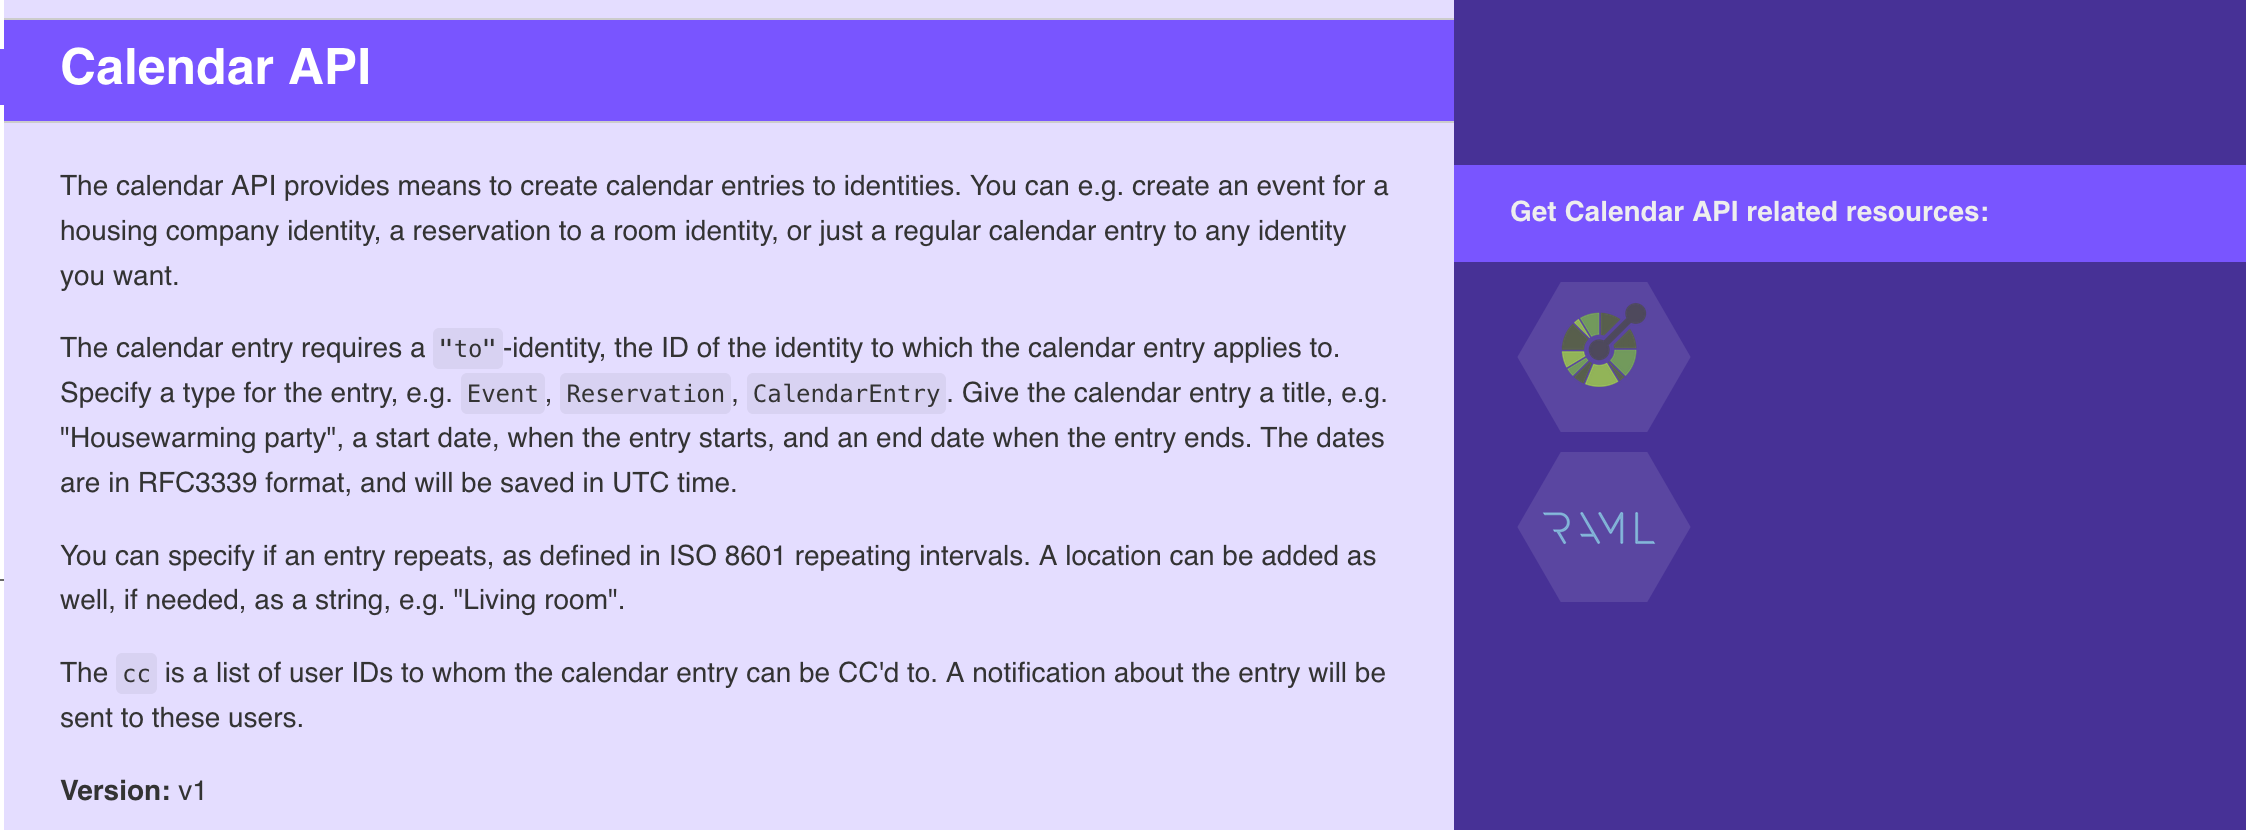 Calendar API
The calendar API provides means to create calendar entries to identities. You can e.g. create an event for a
housing company identity, a reservation to a room identity, or just a regular calendar entry to any identity
you want.
The calendar entry requires a "to"-identity, the ID of the identity to which the calendar entry applies to.
Specify a type for the entry, e.g. Event, Reservation, CalendarEntry. Give the calendar entry a title, e.g.
"Housewarming party", a start date, when the entry starts, and an end date when the entry ends. The dates
are in RFC3339 format, and will be saved in UTC time.
You can specify if an entry repeats, as defined in ISO 8601 repeating intervals. A location can be added as
well, if needed, as a string, e.g. "Living room".
The cc is a list of user IDs to whom the calendar entry can be CC'd to. A notification about the entry will be
sent to these users.
Version: v1
Get Calendar API related resources:
RAML